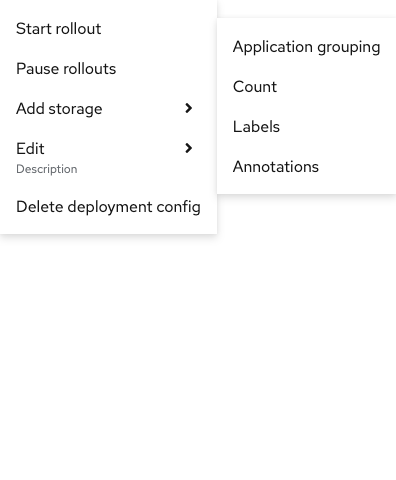 Start rollout
Pause rollouts
Add storage
Edit
Description
Delete deployment config
Application grouping
Count
Labels
Annotations